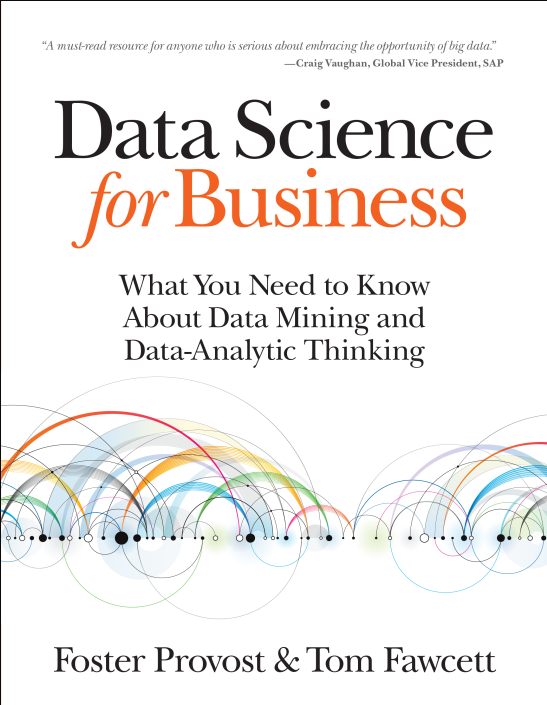 “A must-read resource for anyone who is serious about embracing the opportunity of big data.”
—Craig Vaughan, Global Vice President, SAP
Data Science
for Business
What You Need to Know
About Data Mining and
Data-Analytic Thinking
Foster Provost & Tom Fawcett